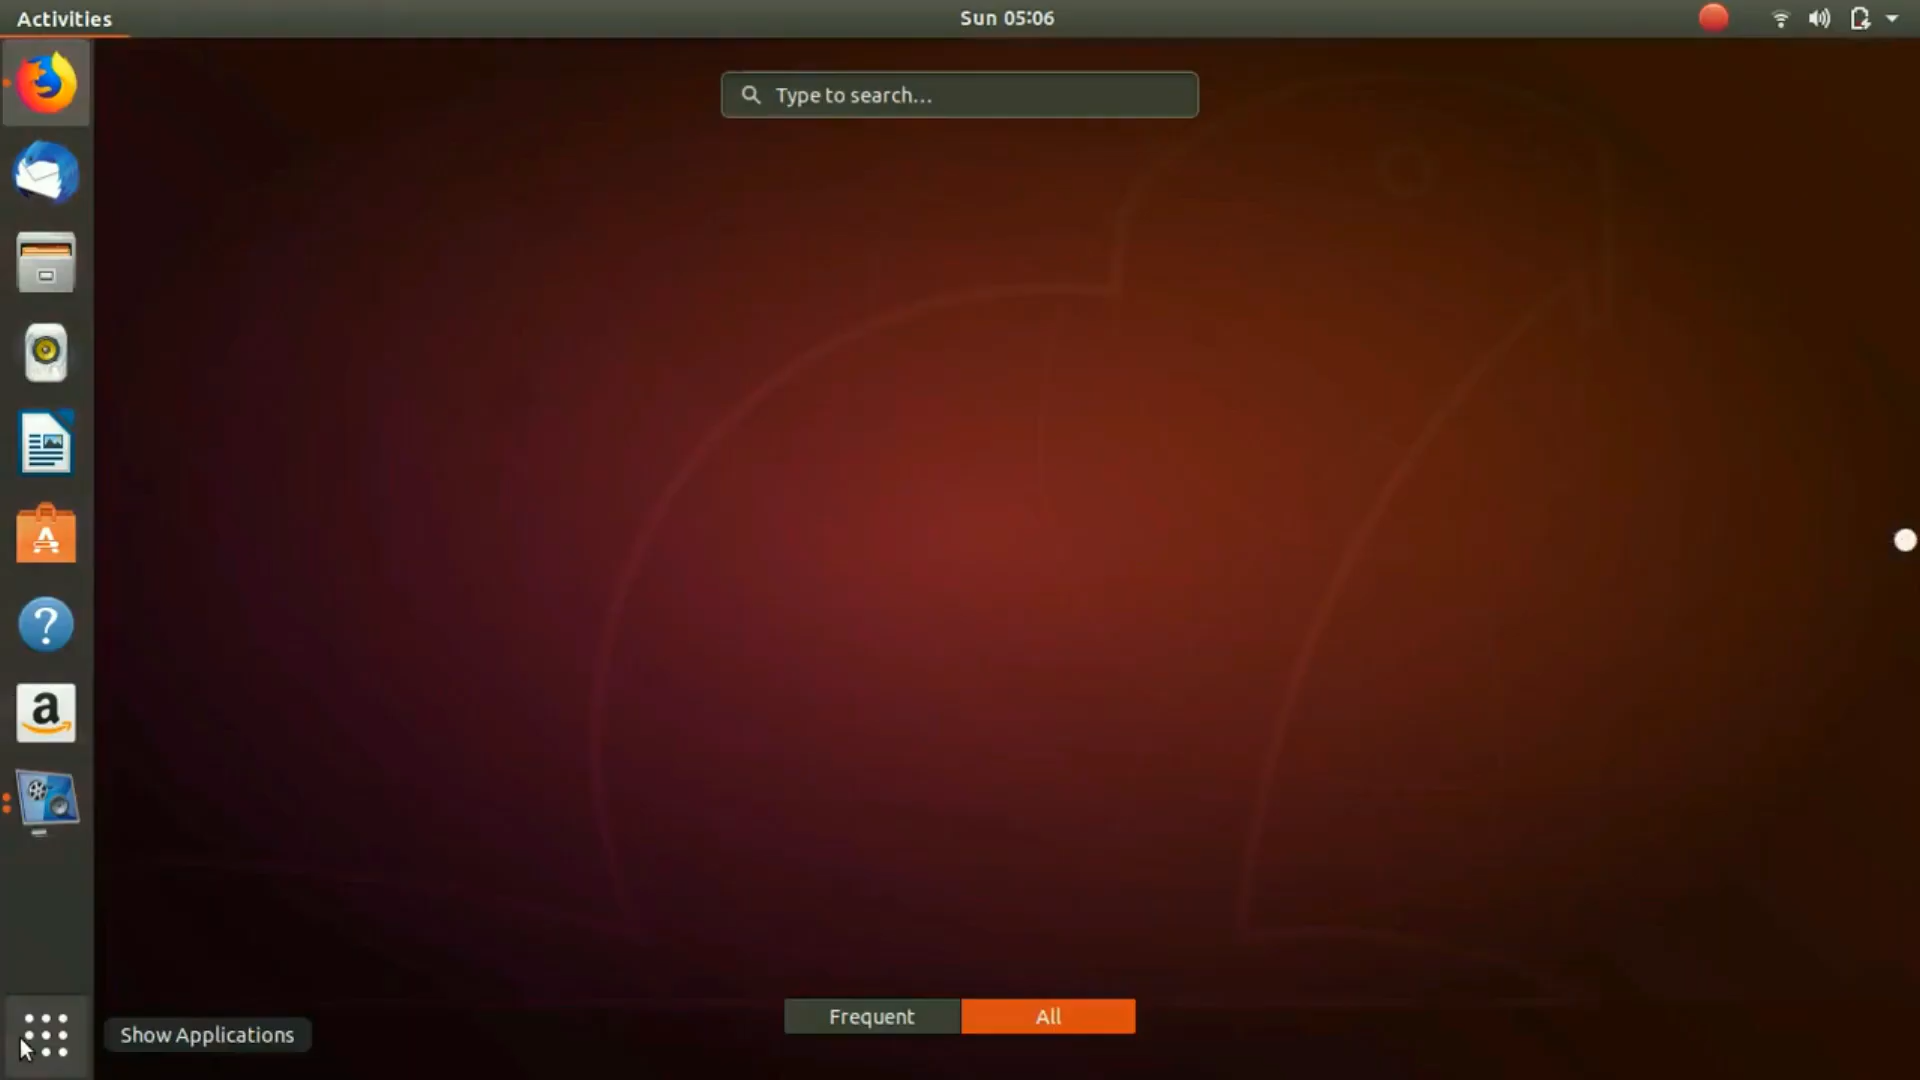 Activities
Sun 05:06
Type to search...
Frequent
All
Show Applications